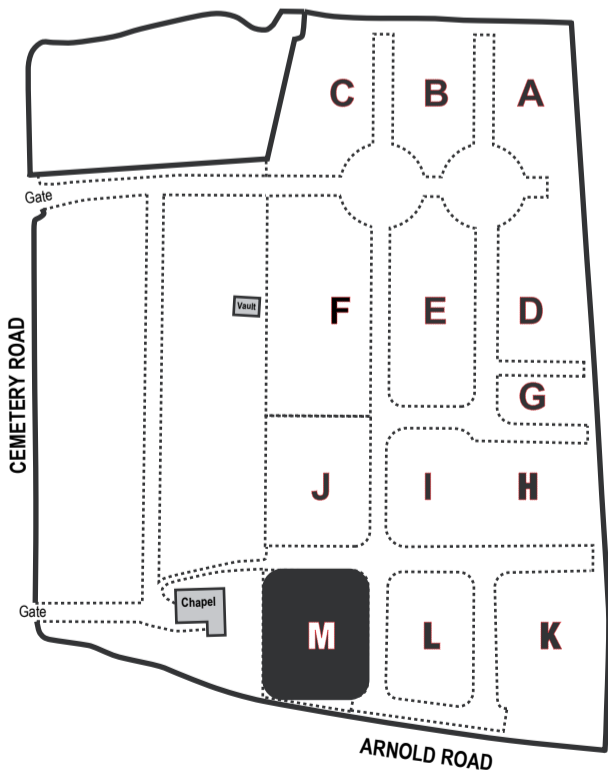 C B A
Gate
Vault
F E D
G
CEMETERY ROAD
J I H
Gate
Chapel
M L K
ARNOLD ROAD